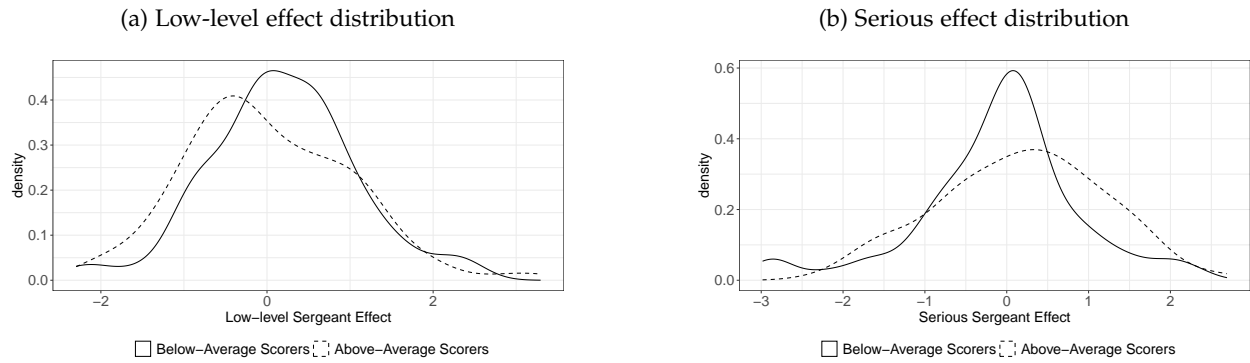 (a) Low-level effect distribution
0.4
0.3
0.2
0.1
0.0
density
−2
0
2
Low−level Sergeant Effect
Below−Average Scorers
Above−Average Scorers
(b) Serious effect distribution
0.6
0.4
0.2
0.0
density
−3
−2
−1
0
1
2
Serious Sergeant Effect
Below−Average Scorers
Above−Average Scorers